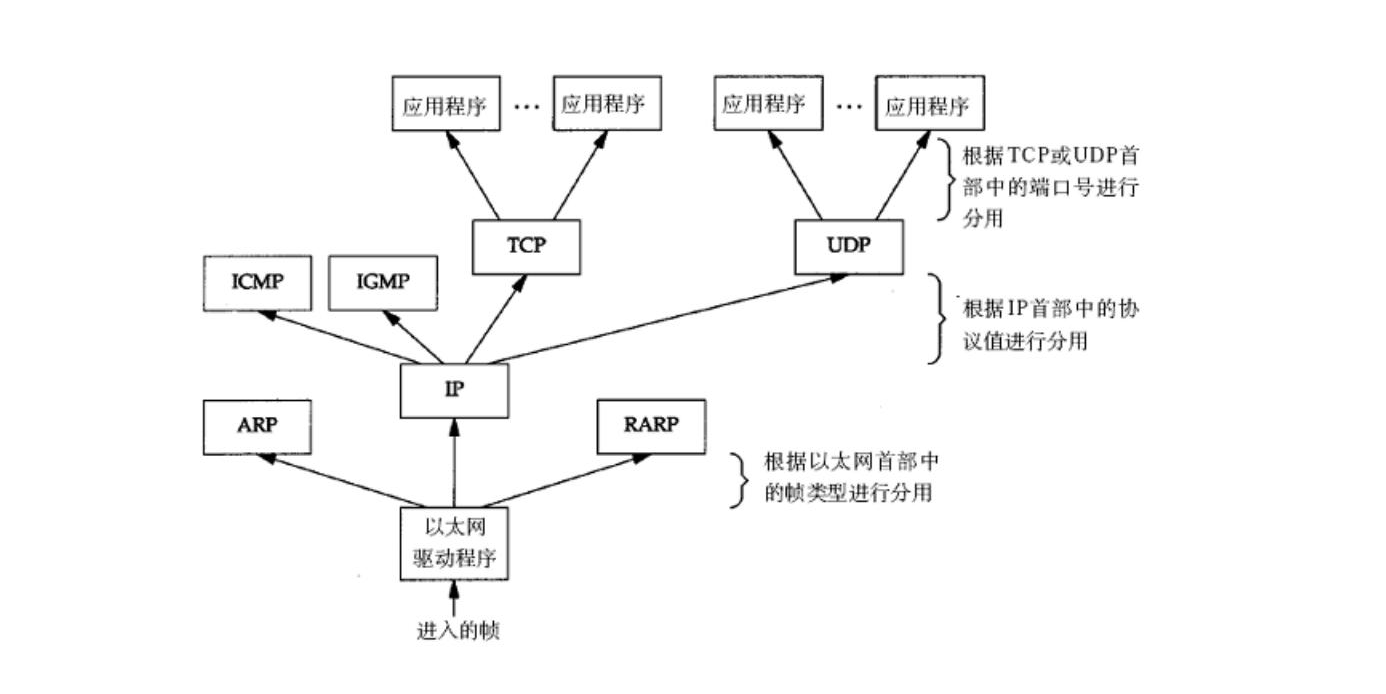 应用程序 … 应用程序 应用程序 … 应用程序
根据TCP或UDP首
部中的端口号进行
分用
TCP UDP
ICMP IGMP
根据IP首部中的协
议值进行分用
IP
ARP RARP
根据以太网首部中
的帧类型进行分用
以太网
驱动程序
进入的帧